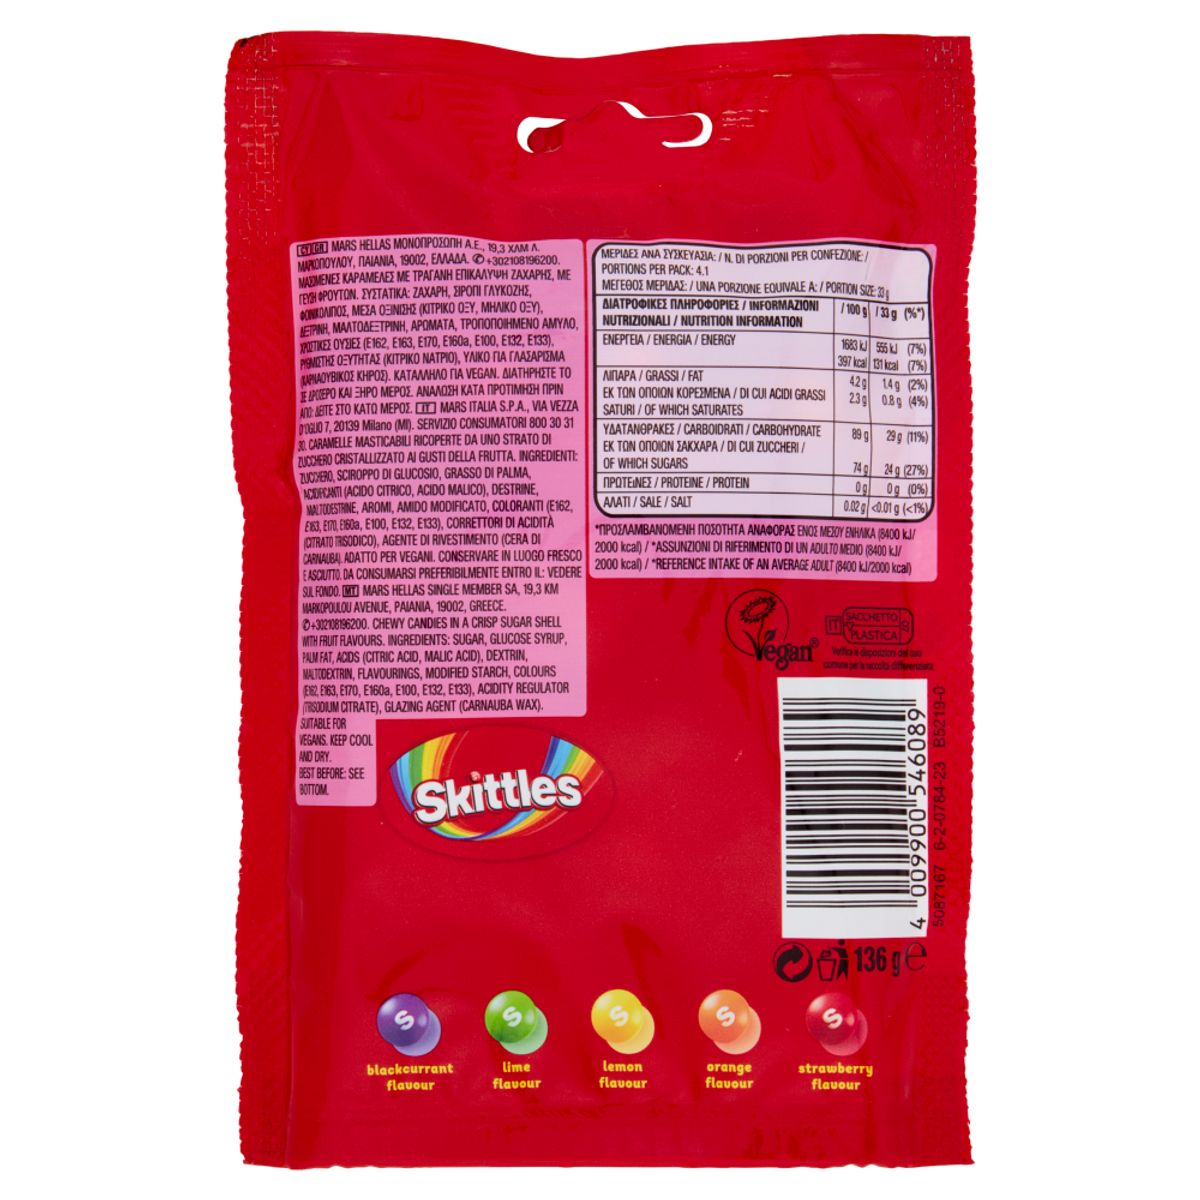 CY GR MARS HELLAS ΜΟΝΟΠΡΟΣΩΠΗ Α.Ε., 19,3 ΧΛΜ Λ.
ΜΑΡΚΟΠΟΥΛΟΥ, ΠΑΙΑΝΙΑ, 19002, ΕΛΛΑΔΑ. ✆+302108196200.
ΜΑΣΩΜΕΝΕΣ ΚΑΡΑΜΕΛΕΣ ΜΕ ΤΡΑΓΑΝΗ ΕΠΙΚΑΛΥΨΗ ΖΑΧΑΡΗΣ, ΜΕ
ΓΕΥΣΗ ΦΡΟΥΤΩΝ. ΣΥΣΤΑΤΙΚΑ: ΖΑΧΑΡΗ, ΣΙΡΟΠΙ ΓΛΥΚΟΖΗΣ,
ΦΟΙΝΙΚΟΛΙΠΟΣ, ΜΕΣΑ ΟΞΙΝΙΣΗΣ (ΚΙΤΡΙΚΟ ΟΞΥ, ΜΗΛΙΚΟ ΟΞΥ),
ΔΕΞΤΡΙΝΗ, ΜΑΛΤΟΔΕΞΤΡΙΝΗ, ΑΡΩΜΑΤΑ, ΤΡΟΠΟΠΟΙΗΜΕΝΟ ΑΜΥΛΟ,
ΧΡΩΣΤΙΚΕΣ ΟΥΣΙΕΣ (E162, E163, E170, E160a, E100, E132, E133),
ΡΥΘΜΙΣΤΗΣ ΟΞΥΤΗΤΑΣ (ΚΙΤΡΙΚΟ ΝΑΤΡΙΟ), ΥΛΙΚΟ ΓΙΑ ΓΛΑΣΑΡΙΣΜΑ
(ΚΑΡΝΑΟΥΒΙΚΟΣ ΚΗΡΟΣ). ΚΑΤΑΛΛΗΛΟ ΓΙΑ VEGAN. ΔΙΑΤΗΡΗΣΤΕ ΤΟ
ΣΕ ΔΡΟΣΕΡΟ ΚΑΙ ΞΗΡΟ ΜΕΡΟΣ. ΑΝΑΛΩΣΗ ΚΑΤΑ ΠΡΟΤΙΜΗΣΗ ΠΡΙΝ
ΑΠΟ: ΔΕΙΤΕ ΣΤΟ ΚΑΤΩ ΜΕΡΟΣ. IT MARS ITALIA S.P.A., VIA VEZZA
D'OGLIO 7, 20139 Milano (MI). SERVIZIO CONSUMATORI 800 30 31
30. CARAMELLE MASTICABILI RICOPERTE DA UNO STRATO DI
ZUCCHERO CRISTALLIZZATO AI GUSTI DELLA FRUTTA. INGREDIENTI:
ZUCCHERO, SCIROPPO DI GLUCOSIO, GRASSO DI PALMA,
ACIDIFICANTI (ACIDO CITRICO, ACIDO MALICO), DESTRINE,
MALTODESTRINE, AROMI, AMIDO MODIFICATO, COLORANTI (E162,
E163, E170, E160a, E100, E132, E133), CORRETTORI DI ACIDITÀ
(CITRATO TRISODICO), AGENTE DI RIVESTIMENTO (CERA DI
CARNAUBA). ADATTO PER VEGANI. CONSERVARE IN LUOGO FRESCO
E ASCIUTTO. DA CONSUMARSI PREFERIBILMENTE ENTRO IL: VEDERE
SUL FONDO. MT MARS HELLAS SINGLE MEMBER SA, 19,3 KM
MARKOPOULOU AVENUE, PAIANIA, 19002, GREECE.
✆+302108196200. CHEWY CANDIES IN A CRISP SUGAR SHELL
WITH FRUIT FLAVOURS. INGREDIENTS: SUGAR, GLUCOSE SYRUP,
PALM FAT, ACIDS (CITRIC ACID, MALIC ACID), DEXTRIN,
MALTODEXTRIN, FLAVOURINGS, MODIFIED STARCH, COLOURS
(E162, E163, E170, E160a, E100, E132, E133), ACIDITY REGULATOR
(TRISODIUM CITRATE), GLAZING AGENT (CARNAUBA WAX).
SUITABLE FOR
VEGANS. KEEP COOL
AND DRY.
BEST BEFORE: SEE
BOTTOM.
ΜΕΡΙΔΕΣ ΑΝΑ ΣΥΣΚΕΥΑΣΙΑ: / N. DI PORZIONI PER CONFEZIONE: /
PORTIONS PER PACK: 4.1
ΜΕΓΕΘΟΣ ΜΕΡΙΔΑΣ: / UNA PORZIONE EQUIVALE A: / PORTION SIZE: 33 g
ΔΙΑΤΡΟΦΙΚΕΣ ΠΛΗΡΟΦΟΡΙΕΣ / INFORMAZIONI / 100 g / 33 g (%*)
NUTRIZIONALI / NUTRITION INFORMATION
ΕΝΕΡΓΕΙΑ / ENERGIA / ENERGY 1683 kJ 555 kJ (7%)
397 kcal 131 kcal (7%)
ΛΙΠΑΡΑ / GRASSI / FAT 4.2 g 1.4 g (2%)
ΕΚ ΤΩΝ ΟΠΟΙΩΝ ΚΟΡΕΣΜΕΝΑ / DI CUI ACIDI GRASSI 2.3 g 0.8 g (4%)
SATURI / OF WHICH SATURATES
ΥΔΑΤΑΝΘΡΑΚΕΣ / CARBOIDRATI / CARBOHYDRATE 89 g 29 g (11%)
ΕΚ ΤΩΝ ΟΠΟΙΩΝ ΣΑΚΧΑΡΑ / DI CUI ZUCCHERI /
OF WHICH SUGARS 74 g 24 g (27%)
ΠΡΩΤΕΪΝΕΣ / PROTEINE / PROTEIN 0 g 0 g (0%)
ΑΛΑΤΙ / SALE / SALT 0.02 g <0.01 g (<1%)
*ΠΡΟΣΛΑΜΒΑΝΟΜΕΝΗ ΠΟΣΟΤΗΤΑ ΑΝΑΦΟΡΑΣ ΕΝΟΣ ΜΕΣΟΥ ΕΝΗΛΙΚΑ (8400 kJ/
2000 kcal) / *ASSUNZIONI DI RIFERIMENTO DI UN ADULTO MEDIO (8400 kJ/
2000 kcal) / *REFERENCE INTAKE OF AN AVERAGE ADULT (8400 kJ/2000 kcal)
Vegan®
IT SACCHETTO
PLASTICA 07
Verifica le disposizioni del tuo
comune per la raccolta differenziata
Skittles
4 009900 546089
5087167 6-2-0784-23 B5219-0
136 g e
S S S S S
blackcurrant flavour
lime flavour
lemon flavour
orange flavour
strawberry flavour